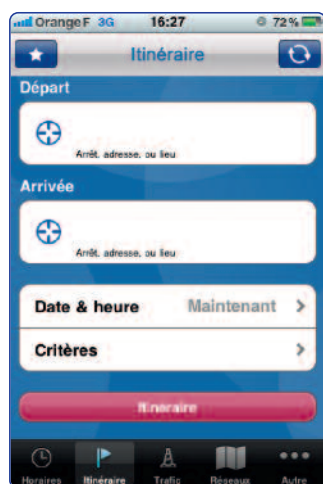 Orange F 3G 16:27 72 %
Itinéraire
Départ
Arrêt, adresse, ou lieu
Arrivée
Arrêt, adresse, ou lieu
Date & heure Maintenant
Critères
Itinéraire
Horaires Itinéraire Trafic Réseaux Autre